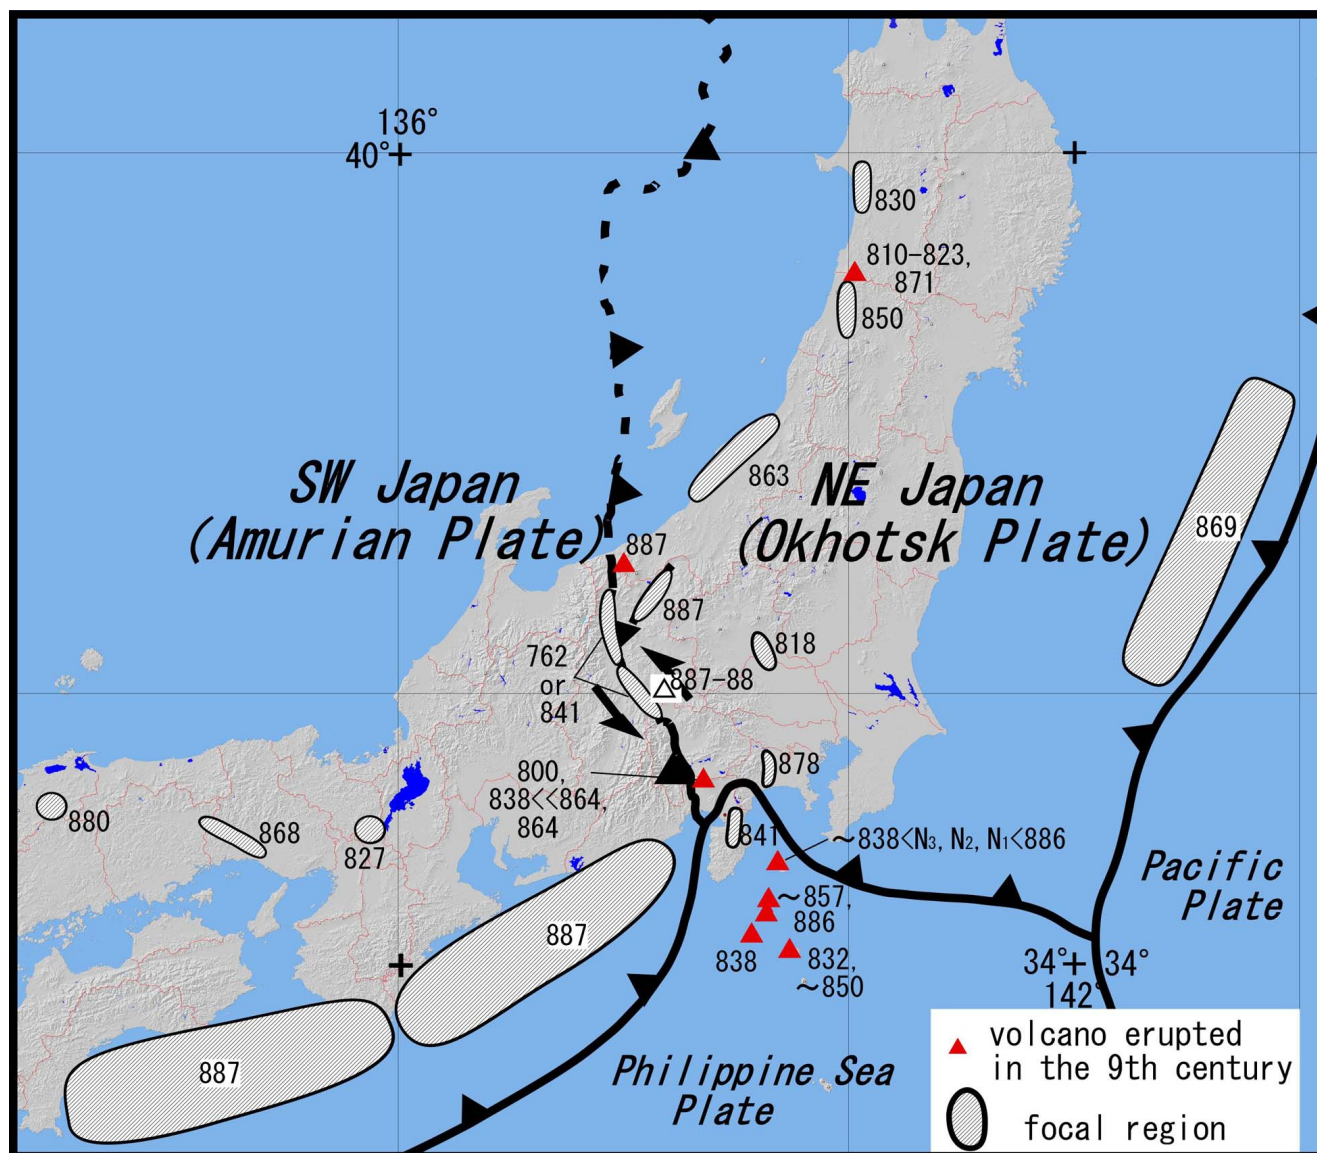 136°
40°
830
810-823,
871
850
863
SW Japan
(Amurian Plate)
NE Japan
(Okhotsk Plate)
869
887
887
762
or
841
818
887-88
800,
838<<864,
864
878
880
868
827
841
～838<N₃, N₂, N₁<886
Pacific
Plate
～857,
886
887
838
832,
～850
34°
34°
142°
887
Philippine Sea
Plate
volcano erupted
in the 9th century
focal region